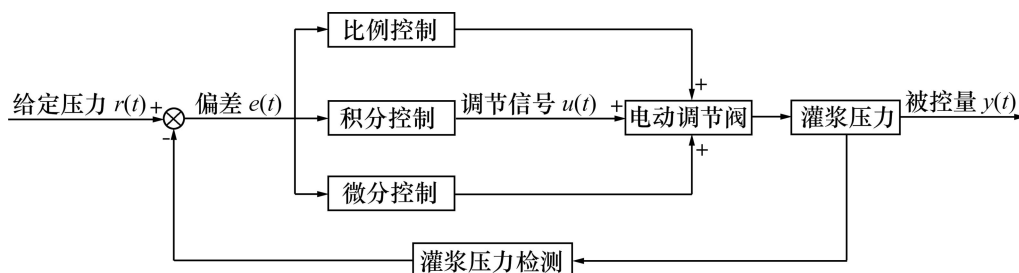 比例控制
+
给定压力 r(t) +
偏差 e(t)
积分控制
调节信号 u(t) +
电动调节阀
灌浆压力
被控量 y(t)
-
+
微分控制
灌浆压力检测